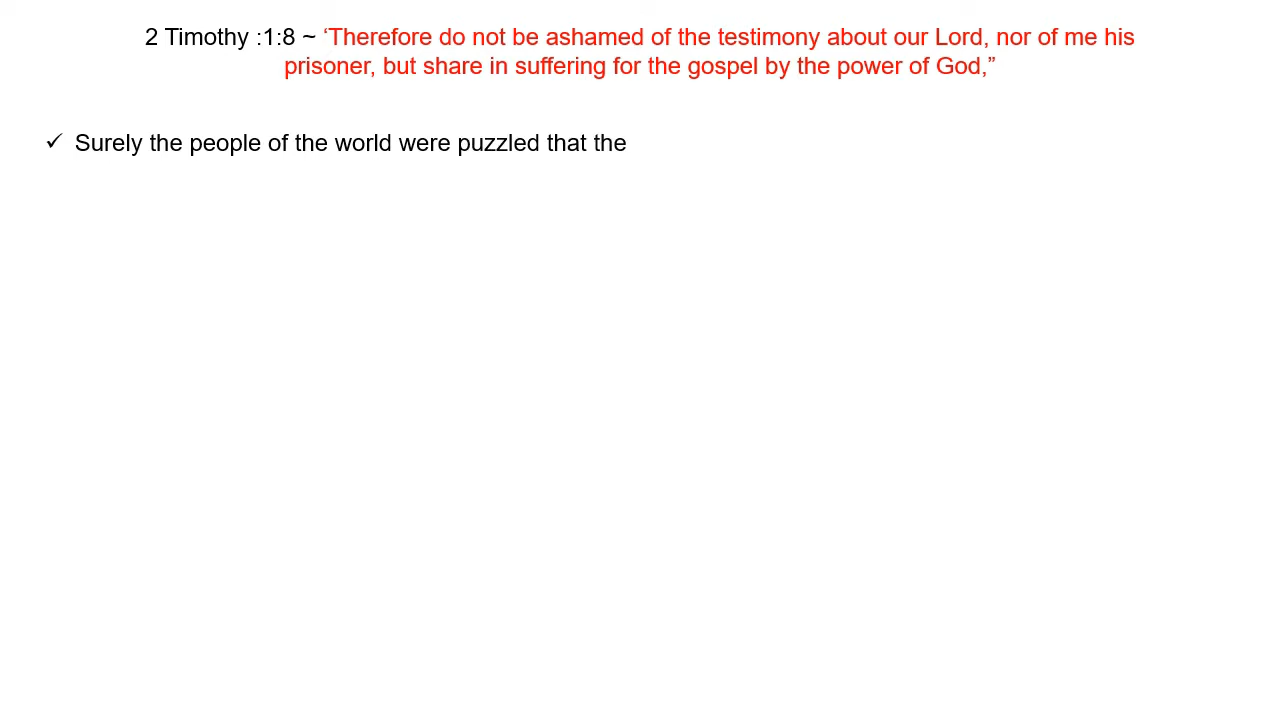 2 Timothy :1:8 ~ ‘Therefore do not be ashamed of the testimony about our Lord, nor of me his
prisoner, but share in suffering for the gospel by the power of God,”
✓ Surely the people of the world were puzzled that the